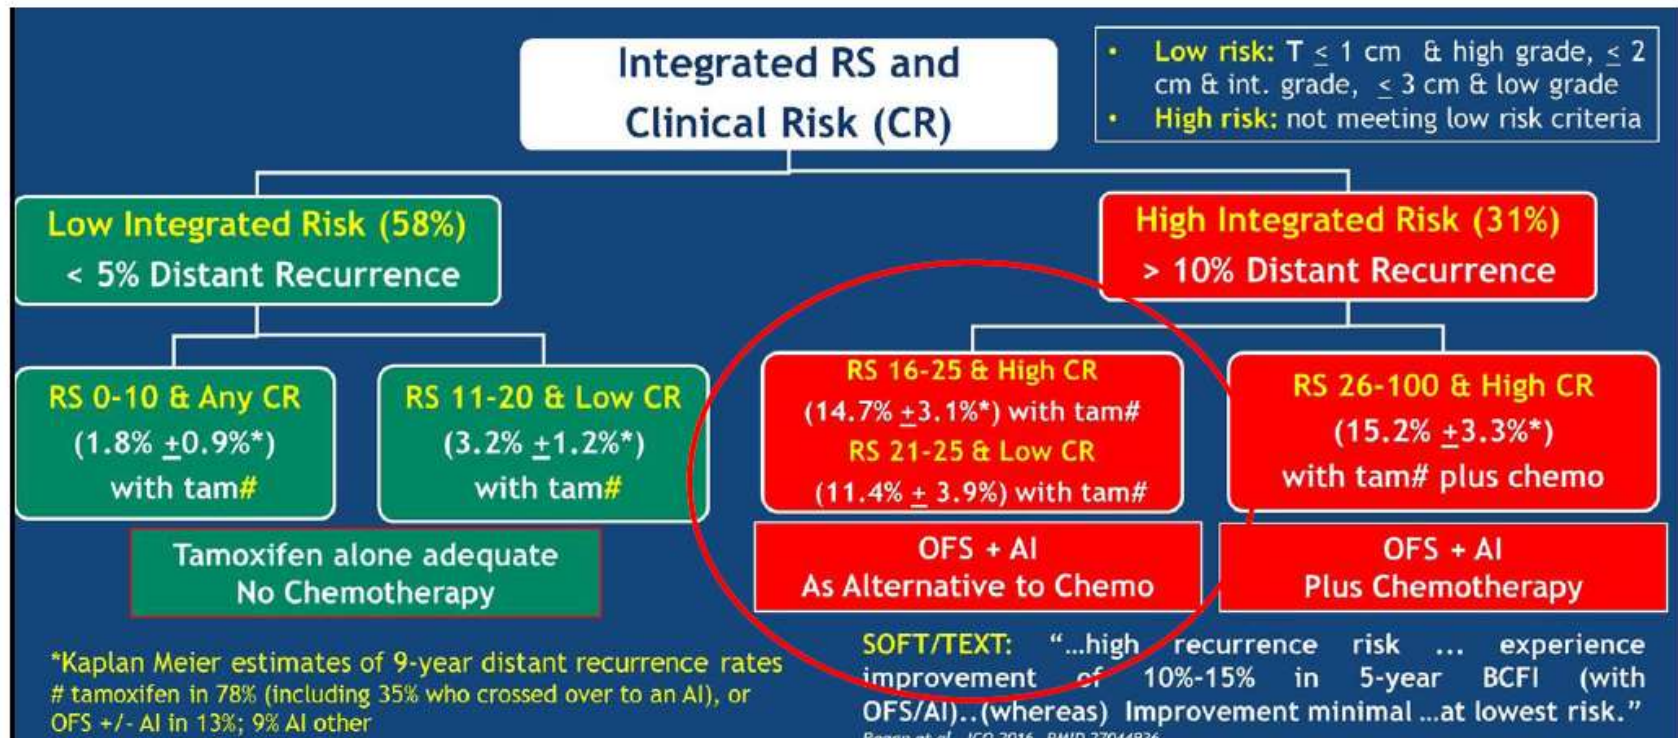 Integrated RS and
Clinical Risk (CR)
• Low risk: T ≤ 1 cm & high grade, ≤ 2
cm & int. grade, ≤ 3 cm & low grade
• High risk: not meeting low risk criteria
Low Integrated Risk (58%)
< 5% Distant Recurrence
High Integrated Risk (31%)
> 10% Distant Recurrence
RS 0-10 & Any CR
(1.8% ±0.9%*)
with tam#
RS 11-20 & Low CR
(3.2% ±1.2%*)
with tam#
RS 16-25 & High CR
(14.7% ±3.1%*) with tam#
RS 21-25 & Low CR
(11.4% ± 3.9%) with tam#
RS 26-100 & High CR
(15.2% ±3.3%*)
with tam# plus chemo
Tamoxifen alone adequate
No Chemotherapy
OFS + AI
As Alternative to Chemo
OFS + AI
Plus Chemotherapy
*Kaplan Meier estimates of 9-year distant recurrence rates
# tamoxifen in 78% (including 35% who crossed over to an AI), or
OFS +/- AI in 13%; 9% AI other
SOFT/TEXT: “…high recurrence risk ... experience
improvement of 10%-15% in 5-year BCFI (with
OFS/AI)..(whereas) Improvement minimal …at lowest risk.”
et al. JCO 2016. PMID